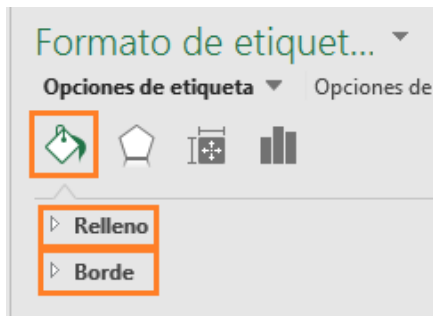 Formato de etiquet...
Opciones de etiqueta Opciones de
Relleno
Borde